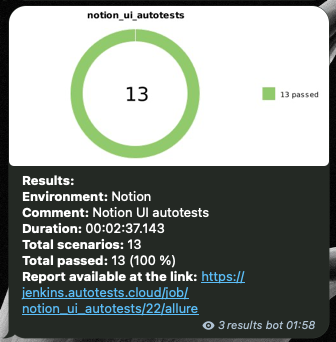 notion_ui_autotests
13
13 passed
Results:
Environment: Notion
Comment: Notion UI autotests
Duration: 00:02:37.143
Total scenarios: 13
Total passed: 13 (100 %)
Report available at the link: https://
jenkins.autotests.cloud/job/
notion_ui_autotests/22/allure
3 results bot 01:58